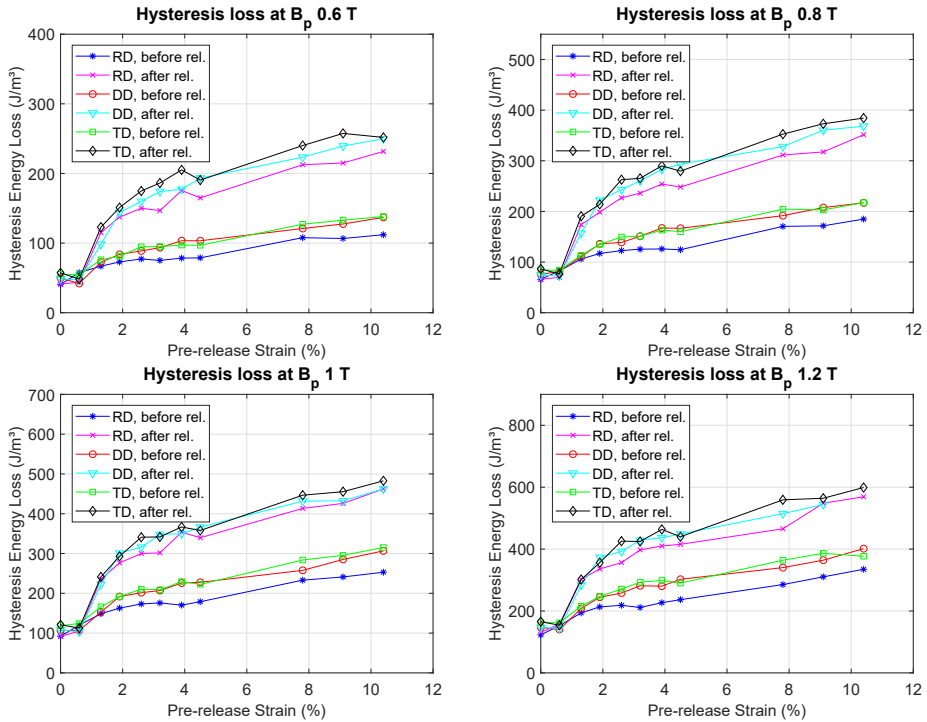 Hysteresis loss at Bp 0.6 T
Hysteresis Energy Loss (J/m³)
400
300
200
100
0
RD, before rel.
RD, after rel.
DD, before rel.
DD, after rel.
TD, before rel.
TD, after rel.
0 2 4 6 8 10 12
Pre-release Strain (%)
Hysteresis loss at Bp 0.8 T
Hysteresis Energy Loss (J/m³)
500
400
300
200
100
0
RD, before rel.
RD, after rel.
DD, before rel.
DD, after rel.
TD, before rel.
TD, after rel.
0 2 4 6 8 10 12
Pre-release Strain (%)
Hysteresis loss at Bp 1 T
Hysteresis Energy Loss (J/m³)
700
600
500
400
300
200
100
0
RD, before rel.
RD, after rel.
DD, before rel.
DD, after rel.
TD, before rel.
TD, after rel.
0 2 4 6 8 10 12
Pre-release Strain (%)
Hysteresis loss at Bp 1.2 T
Hysteresis Energy Loss (J/m³)
800
600
400
200
0
RD, before rel.
RD, after rel.
DD, before rel.
DD, after rel.
TD, before rel.
TD, after rel.
0 2 4 6 8 10 12
Pre-release Strain (%)